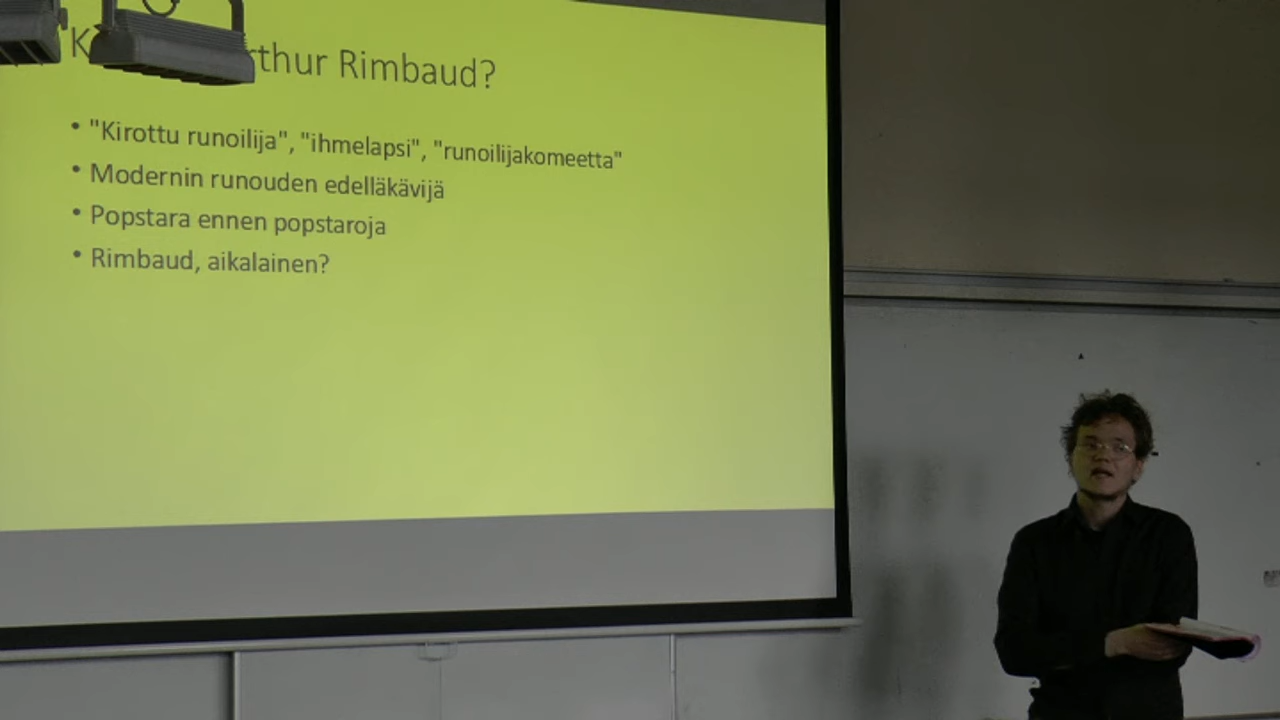 rthur Rimbaud?
• "Kirottu runoilija", "ihmelapsi", "runoilijakomeetta"
• Modernin runouden edelläkävijä
• Popstara ennen popstaroja
• Rimbaud, aikalainen?